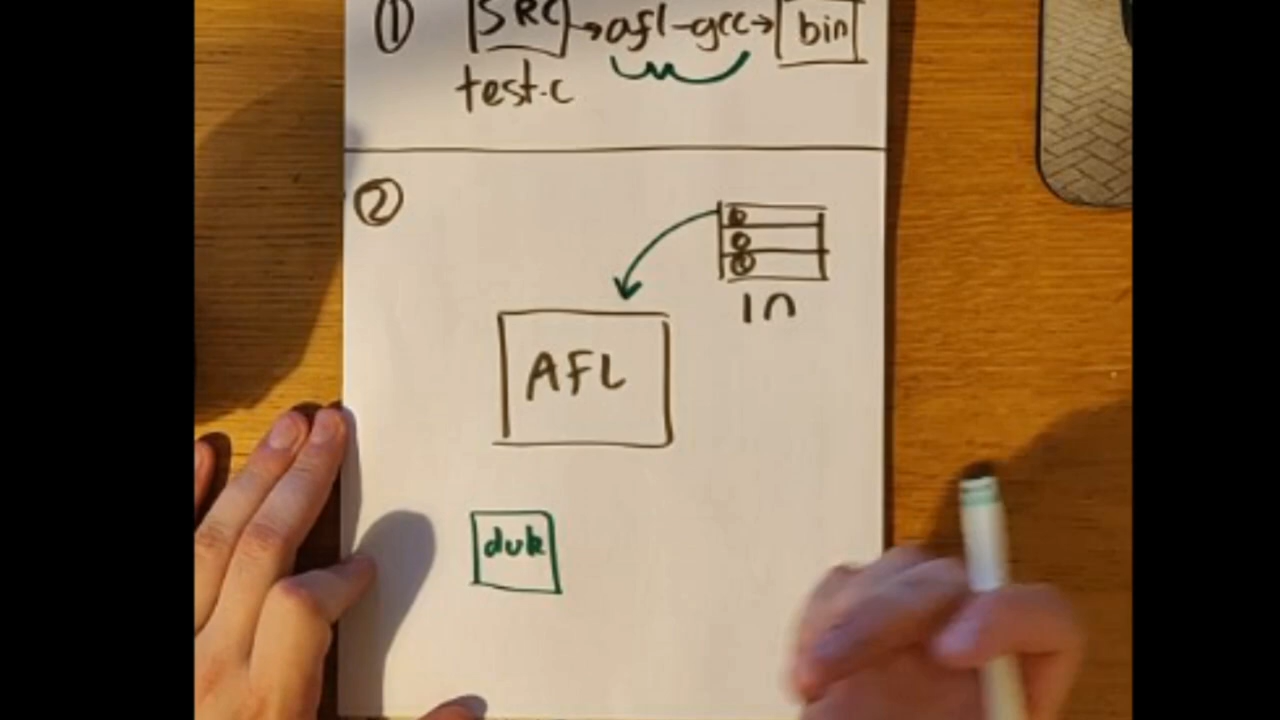 ① SRC → afl-gcc → bin
test.c
②
in
AFL
duk